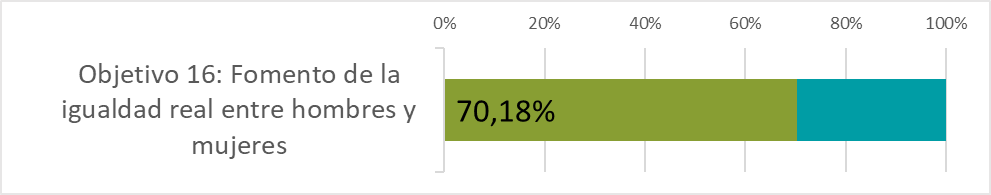 0% 20% 40% 60% 80% 100%
Objetivo 16: Fomento de la
igualdad real entre hombres y
mujeres
70,18%